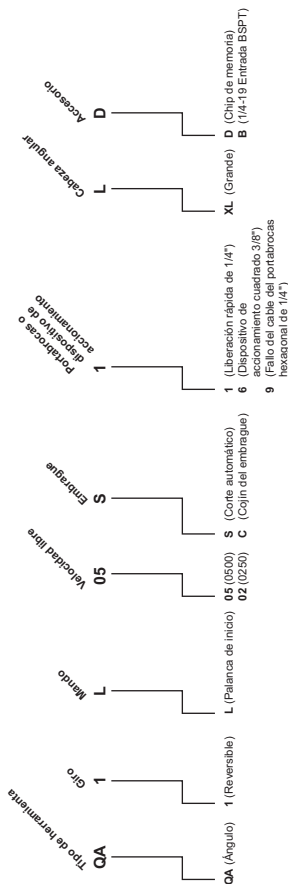 Tipo de herramienta
QA
QA (Ángulo)
Giro
1
1 (Reversible)
Mando
L
L (Palanca de inicio)
Velocidad libre
05
05 (0500)
02 (0250)
Embrague
S
S (Corte automático)
C (Cojín del embrague)
Portabrocas o
dispositivo de
accionamiento
1
1 (Liberación rápida de 1/4")
6 (Dispositivo de
accionamiento cuadrado 3/8")
9 (Fallo del cable del portabrocas
hexagonal de 1/4")
Cabeza angular
L
XL (Grande)
Accesorio
D
D (Chip de memoria)
B (1/4-19 Entrada BSPT)